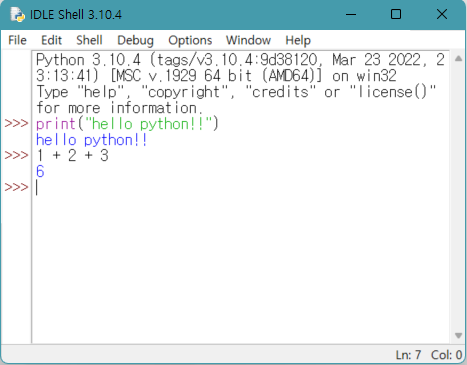 IDLE Shell 3.10.4
File Edit Shell Debug Options Window Help
Python 3.10.4 (tags/v3.10.4:9d38120, Mar 23 2022, 2
3:13:41) [MSC v.1929 64 bit (AMD64)] on win32
Type "help", "copyright", "credits" or "license()"
for more information.
>>> print("hello python!!")
hello python!!
>>> 1 + 2 + 3
6
>>>
Ln: 7 Col: 0